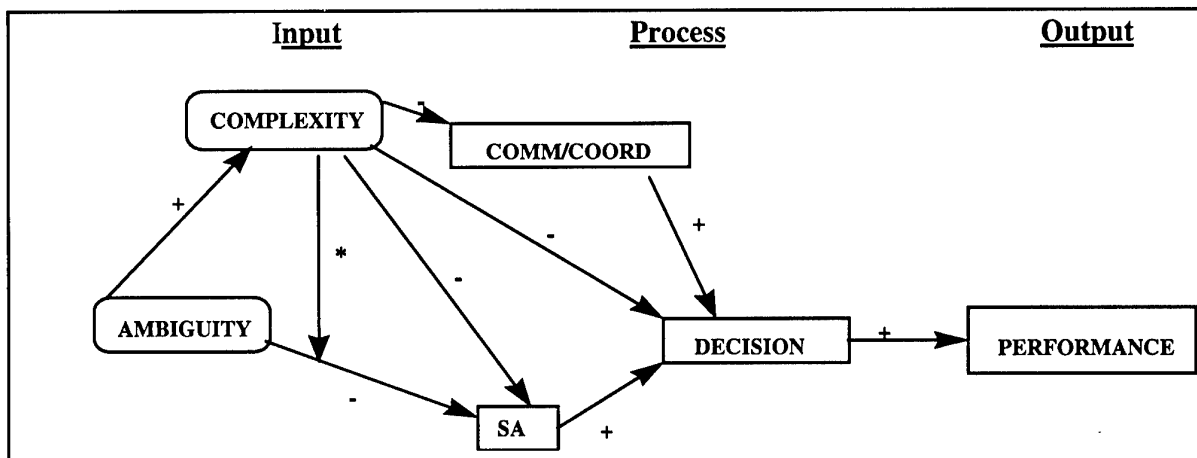 Input Process Output
COMPLEXITY
-
COMM/COORD
+
+
-
*
-
AMBIGUITY
DECISION
+
PERFORMANCE
-
SA
+